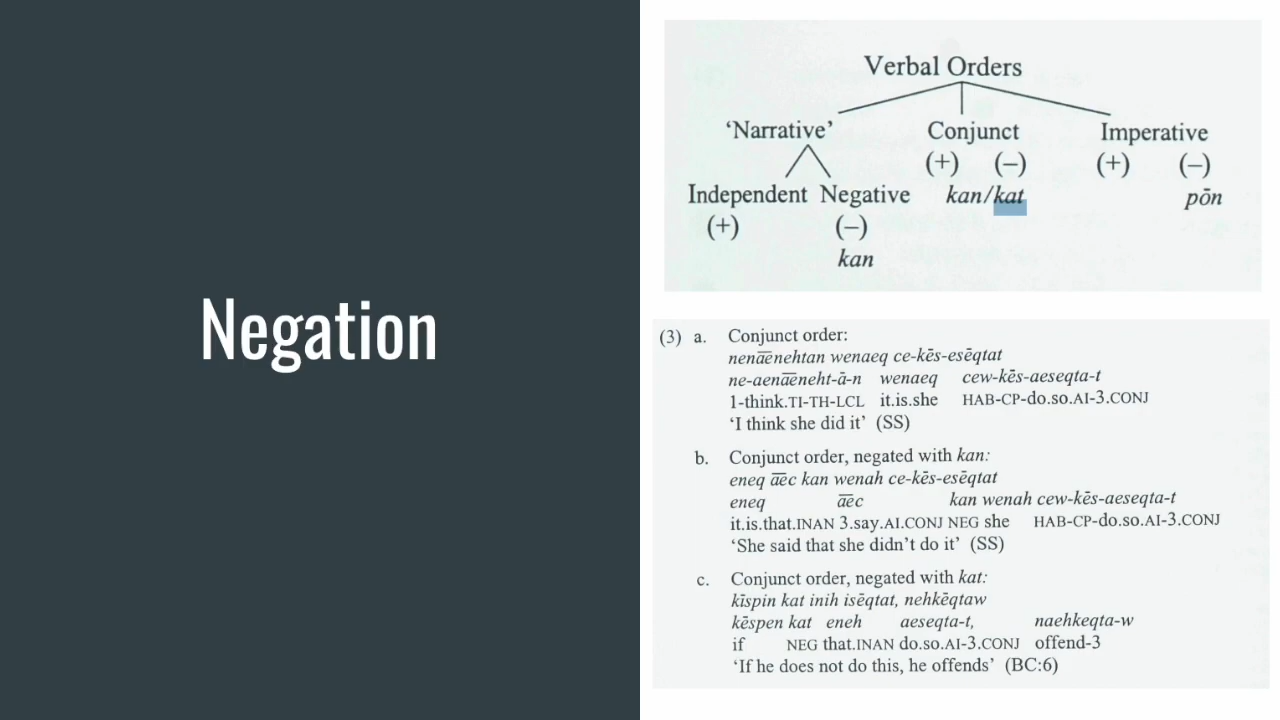 Negation
Verbal Orders
‘Narrative’ Conjunct Imperative
(+) (–) (+) (–)
Independent Negative kan/kat pōn
(+) (–)
kan
(3) a. Conjunct order:
nenāēnehtan wenaeq ce-kēs-esēqtat
ne-aenāēneht-ā-n wenaeq cew-kēs-aeseqta-t
1-think.TI-TH-LCL it.is.she HAB-CP-do.so.AI-3.CONJ
‘I think she did it’ (SS)
b. Conjunct order, negated with kan:
eneq āēc kan wenah ce-kēs-esēqtat
eneq āēc kan wenah cew-kēs-aeseqta-t
it.is.that.INAN 3.say.AI.CONJ NEG she HAB-CP-do.so.AI-3.CONJ
‘She said that she didn’t do it’ (SS)
c. Conjunct order, negated with kat:
kīspin kat inih isēqtat, nehkēqtaw
kēspen kat eneh aeseqta-t, naehkeqta-w
if NEG that.INAN do.so.AI-3.CONJ offend-3
‘If he does not do this, he offends’ (BC:6)